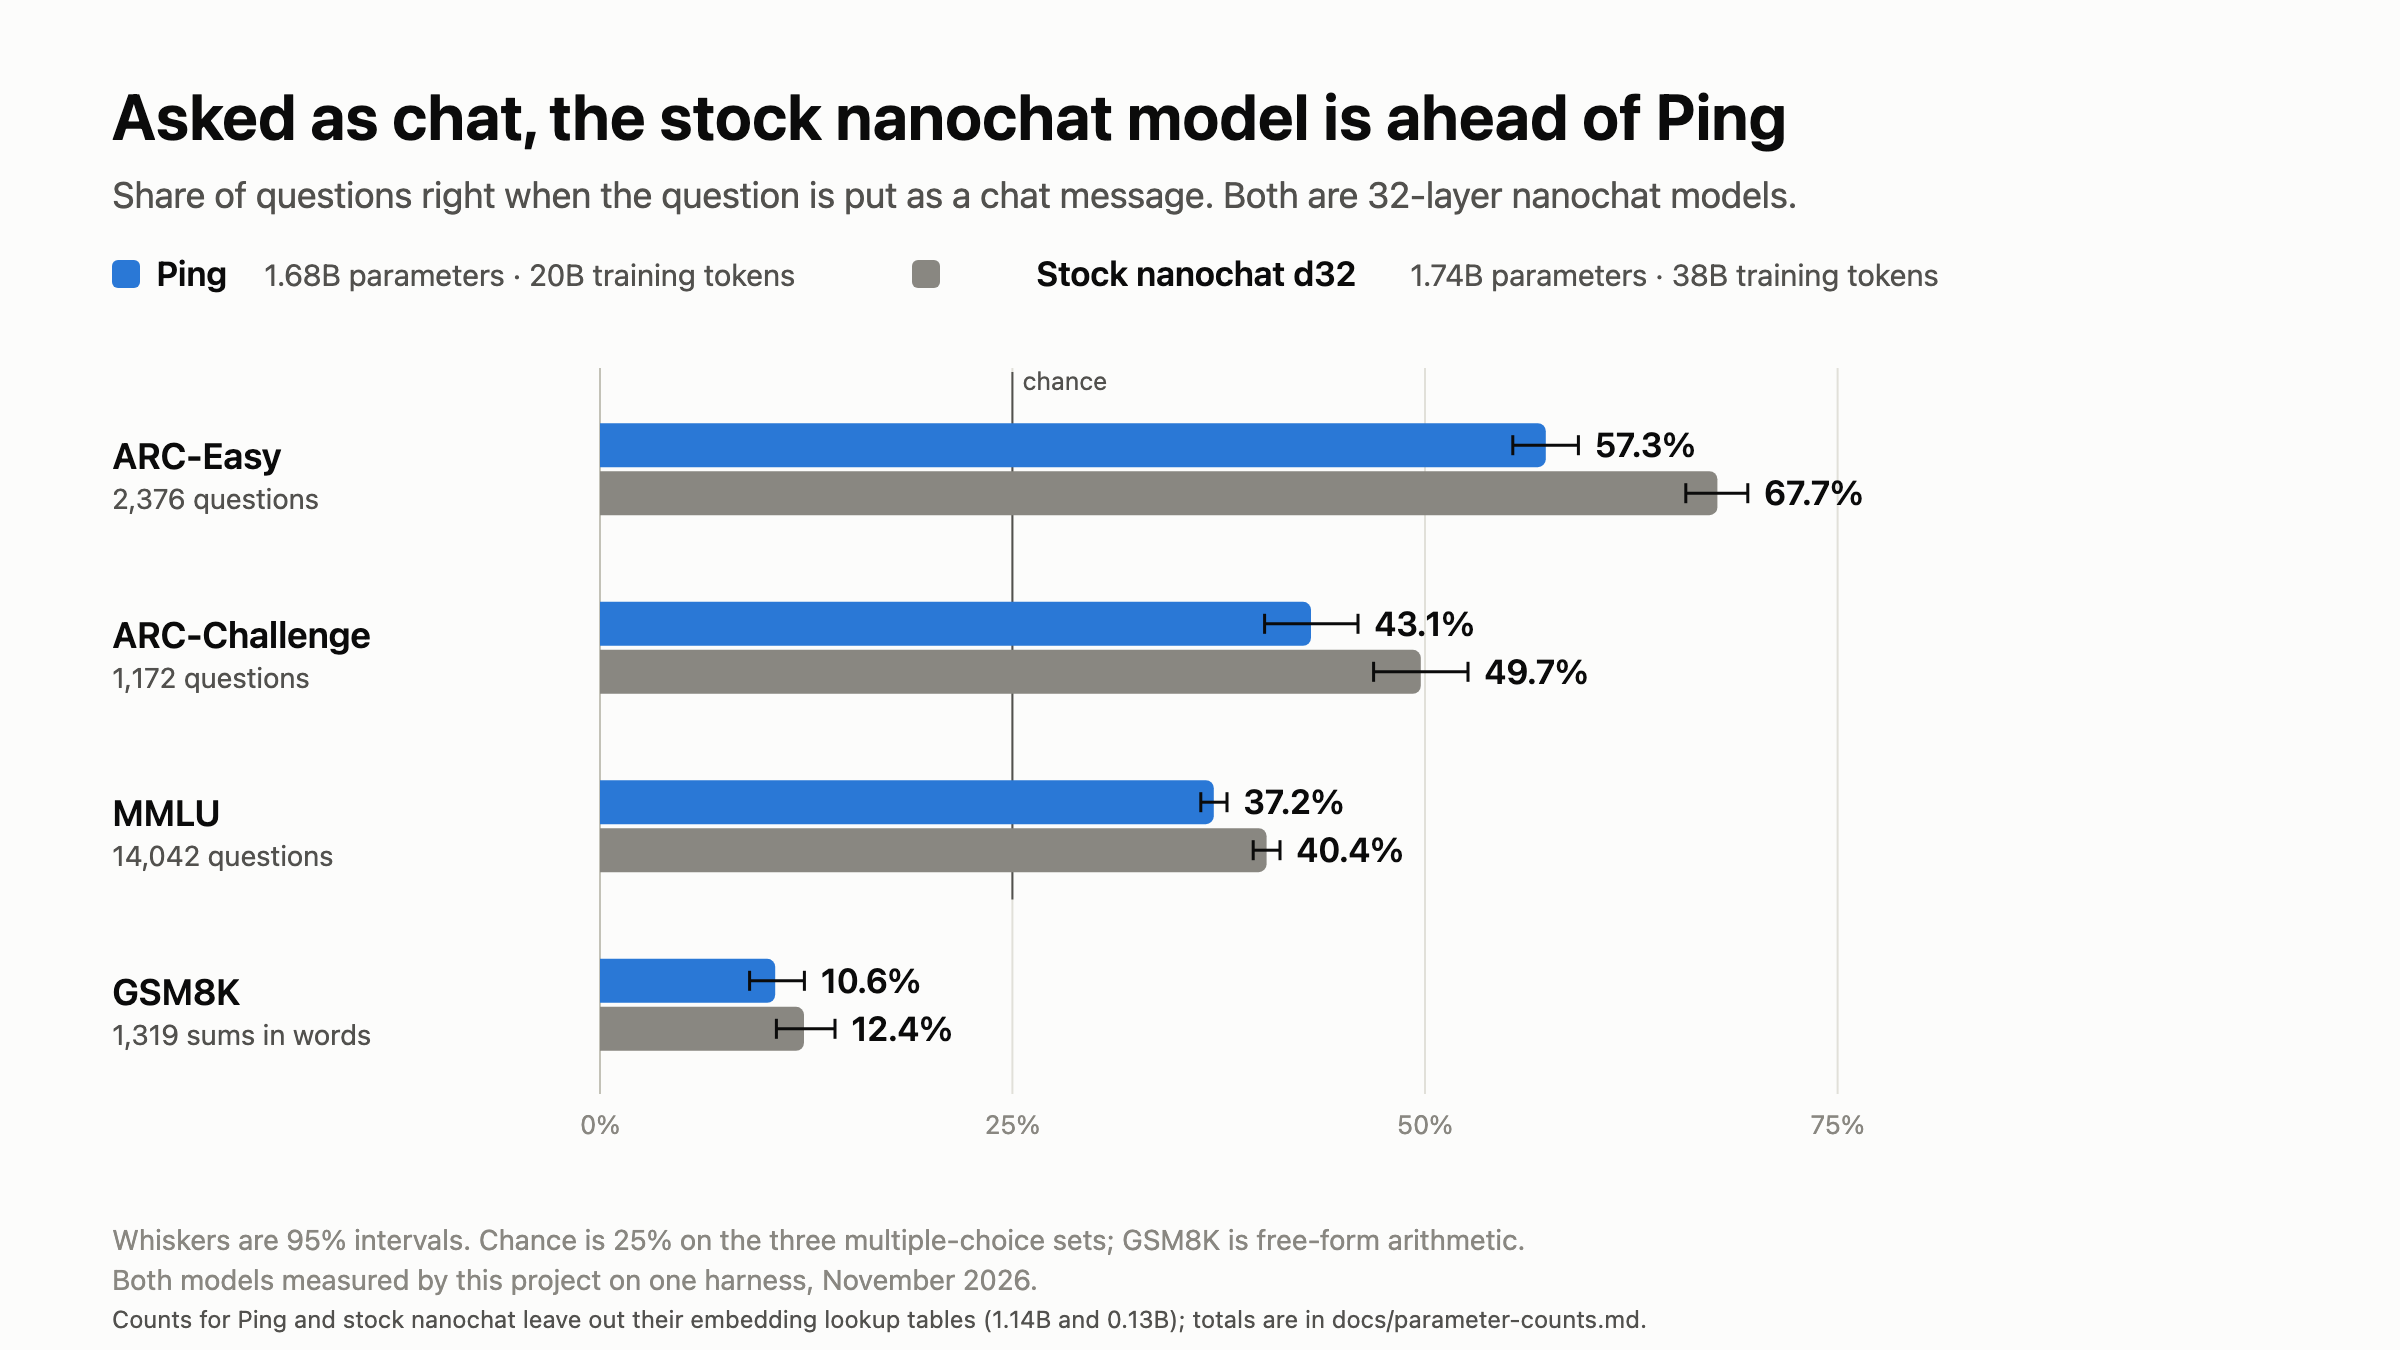 Asked as chat, the stock nanochat model is ahead of Ping
Share of questions right when the question is put as a chat message. Both are 32-layer nanochat models.
Ping 1.68B parameters · 20B training tokens Stock nanochat d32 1.74B parameters · 38B training tokens
chance
ARC-Easy
2,376 questions
57.3%
67.7%
ARC-Challenge
1,172 questions
43.1%
49.7%
MMLU
14,042 questions
37.2%
40.4%
GSM8K
1,319 sums in words
10.6%
12.4%
0% 25% 50% 75%
Whiskers are 95% intervals. Chance is 25% on the three multiple-choice sets; GSM8K is free-form arithmetic.
Both models measured by this project on one harness, November 2026.
Counts for Ping and stock nanochat leave out their embedding lookup tables (1.14B and 0.13B); totals are in docs/parameter-counts.md.